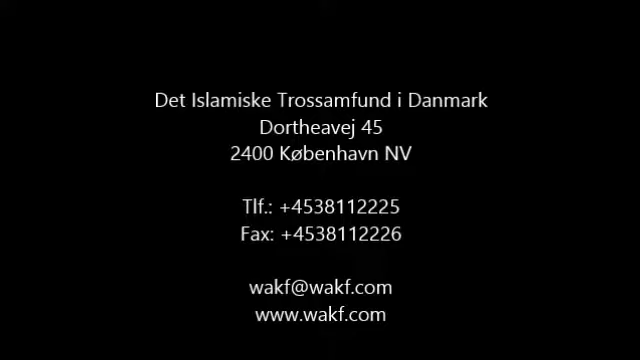 Det Islamiske Trossamfund i Danmark
Dortheavej 45
2400 København NV
Tlf.: +4538112225
Fax: +4538112226
wakf@wakf.com
www.wakf.com